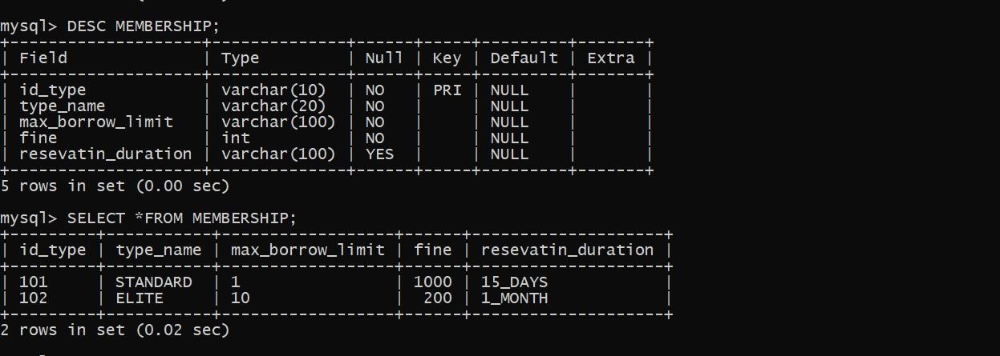 mysql> DESC MEMBERSHIP;
+--------------------+--------------+------+-----+---------+-------+
| Field              | Type         | Null | Key | Default | Extra |
+--------------------+--------------+------+-----+---------+-------+
| id_type            | varchar(10)  | NO   | PRI | NULL    |       |
| type_name          | varchar(20)  | NO   |     | NULL    |       |
| max_borrow_limit   | varchar(100) | NO   |     | NULL    |       |
| fine               | int          | NO   |     | NULL    |       |
| resevatin_duration | varchar(100) | YES  |     | NULL    |       |
+--------------------+--------------+------+-----+---------+-------+
5 rows in set (0.00 sec)
mysql> SELECT *FROM MEMBERSHIP;
+---------+-----------+------------------+------+--------------------+
| id_type | type_name | max_borrow_limit | fine | resevatin_duration |
+---------+-----------+------------------+------+--------------------+
| 101     | STANDARD  | 1                | 1000 | 15_DAYS            |
| 102     | ELITE     | 10               |  200 | 1_MONTH            |
+---------+-----------+------------------+------+--------------------+
2 rows in set (0.02 sec)